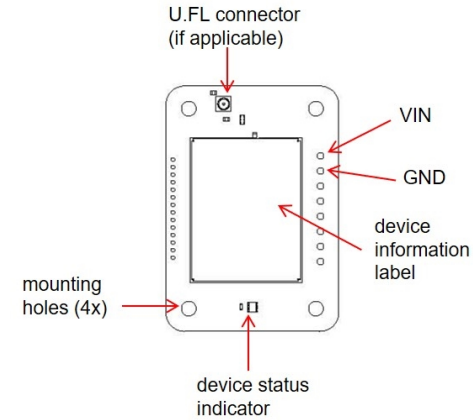 U.FL connector
(if applicable)
VIN
GND
device
information
label
mounting
holes (4x)
device status
indicator